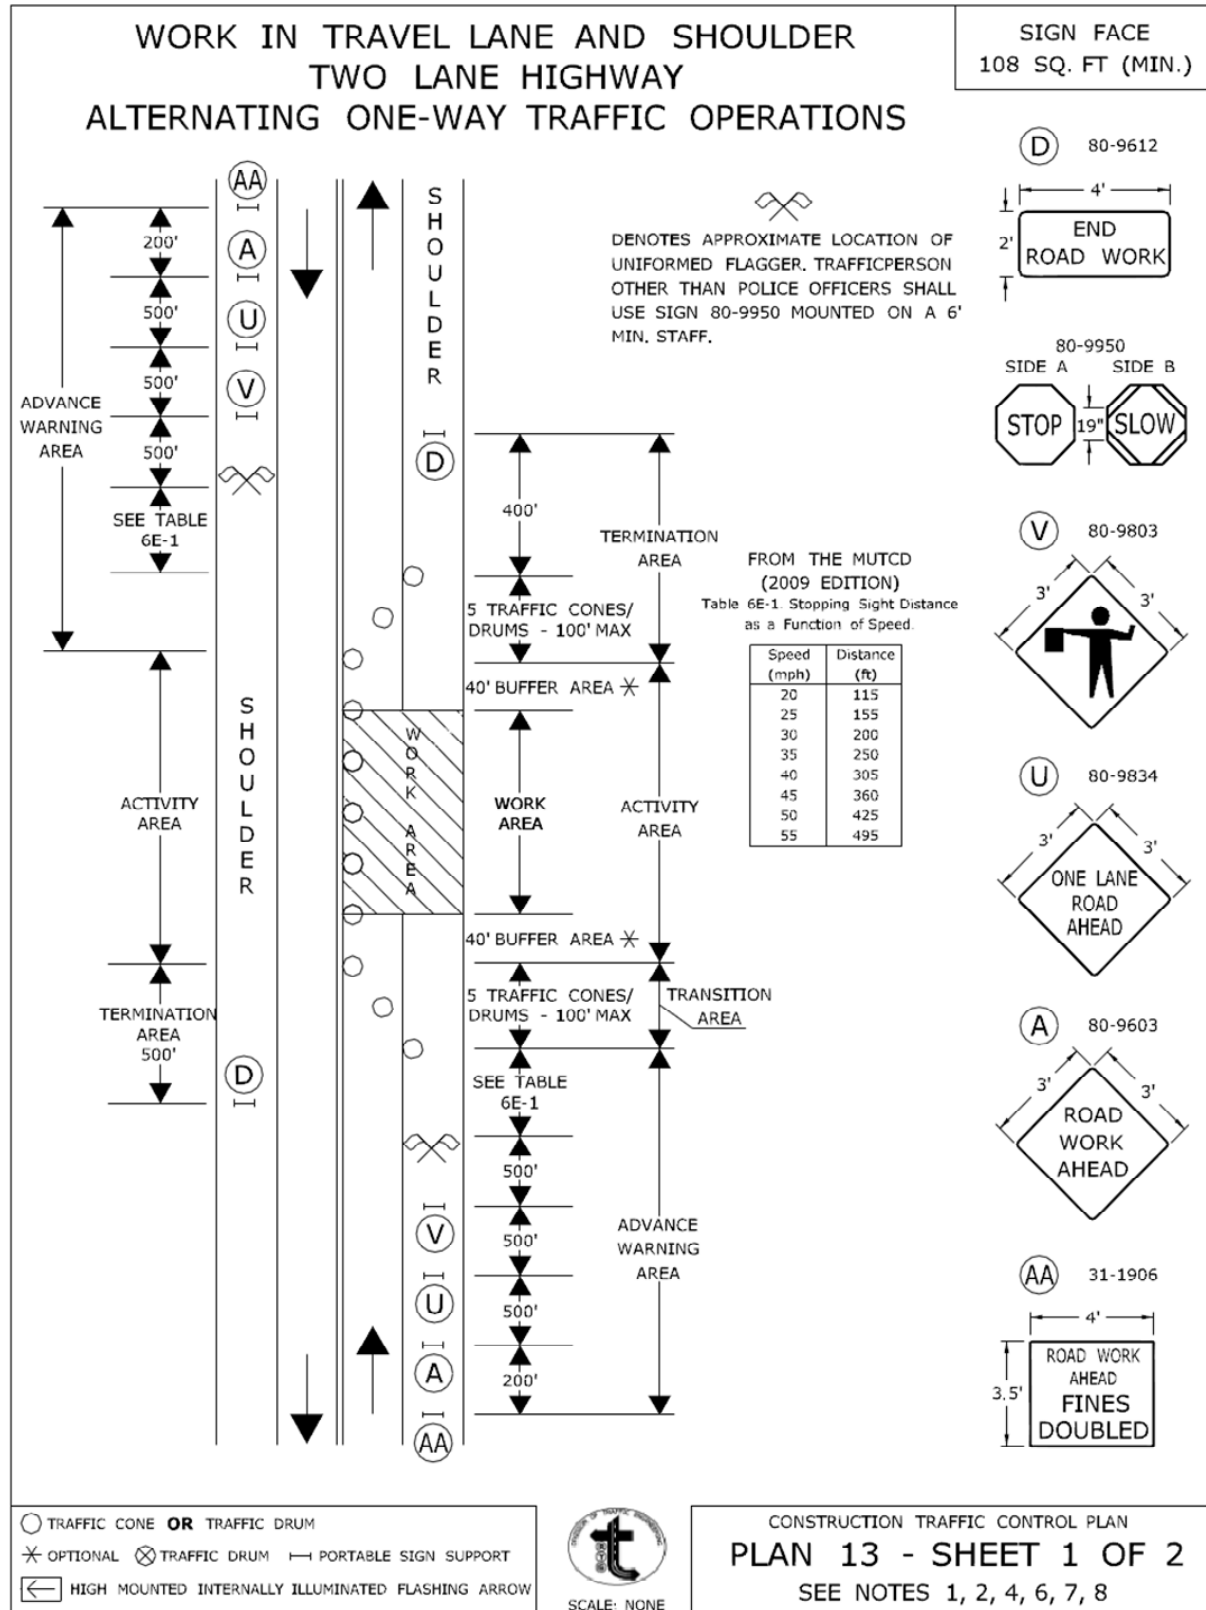 WORK IN TRAVEL LANE AND SHOULDER
TWO LANE HIGHWAY
ALTERNATING ONE-WAY TRAFFIC OPERATIONS
SIGN FACE
108 SQ. FT (MIN.)
AA
A
U
V
200'
500'
500'
500'
SEE TABLE
6E-1
ADVANCE
WARNING
AREA
SHOULDER
ACTIVITY
AREA
TERMINATION
AREA
500'
D
SHOULDER
D
400'
TERMINATION
AREA
5 TRAFFIC CONES/
DRUMS - 100' MAX
40' BUFFER AREA *
WORK AREA
WORK
AREA
ACTIVITY
AREA
40' BUFFER AREA *
5 TRAFFIC CONES/
DRUMS - 100' MAX
TRANSITION
AREA
SEE TABLE
6E-1
500'
500'
500'
200'
ADVANCE
WARNING
AREA
V
U
A
AA
DENOTES APPROXIMATE LOCATION OF
UNIFORMED FLAGGER. TRAFFICPERSON
OTHER THAN POLICE OFFICERS SHALL
USE SIGN 80-9950 MOUNTED ON A 6'
MIN. STAFF.
FROM THE MUTCD
(2009 EDITION)
Table 6E-1. Stopping Sight Distance
as a Function of Speed.
Speed Distance
(mph) (ft)
20 115
25 155
30 200
35 250
40 305
45 360
50 425
55 495
D 80-9612
4'
2'
END
ROAD WORK
80-9950
SIDE A SIDE B
STOP 19" SLOW
V 80-9803
3' 3'
U 80-9834
3' 3'
ONE LANE
ROAD
AHEAD
A 80-9603
3' 3'
ROAD
WORK
AHEAD
AA 31-1906
4'
3.5'
ROAD WORK
AHEAD
FINES
DOUBLED
TRAFFIC CONE OR TRAFFIC DRUM
* OPTIONAL TRAFFIC DRUM PORTABLE SIGN SUPPORT
HIGH MOUNTED INTERNALLY ILLUMINATED FLASHING ARROW
DIVISION OF TRAFFIC ENGINEERING
SCALE: NONE
CONSTRUCTION TRAFFIC CONTROL PLAN
PLAN 13 - SHEET 1 OF 2
SEE NOTES 1, 2, 4, 6, 7, 8